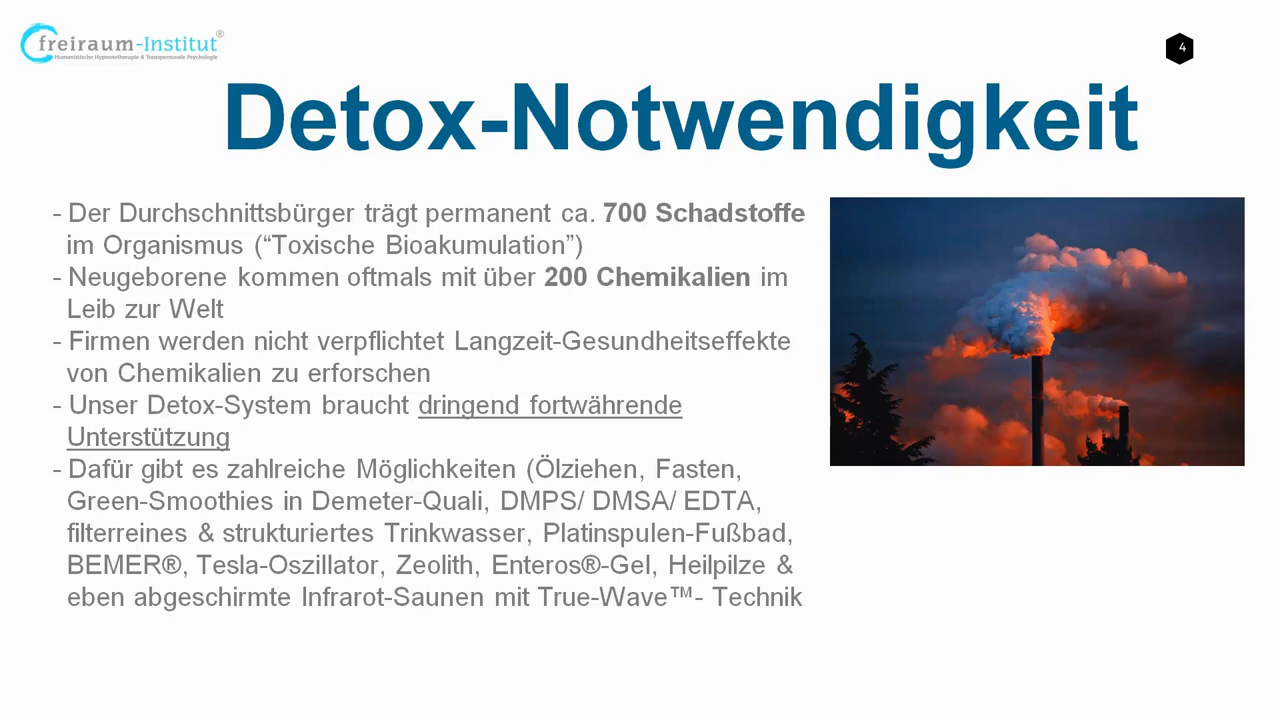 freiraum-Institut®
Humanistische Hypnosetherapie & Transpersonale Psychologie
4
Detox-Notwendigkeit
- Der Durchschnittsbürger trägt permanent ca. 700 Schadstoffe
im Organismus (“Toxische Bioakumulation”)
- Neugeborene kommen oftmals mit über 200 Chemikalien im
Leib zur Welt
- Firmen werden nicht verpflichtet Langzeit-Gesundheitseffekte
von Chemikalien zu erforschen
- Unser Detox-System braucht dringend fortwährende
Unterstützung
- Dafür gibt es zahlreiche Möglichkeiten (Ölziehen, Fasten,
Green-Smoothies in Demeter-Quali, DMPS/ DMSA/ EDTA,
filterreines & strukturiertes Trinkwasser, Platinspulen-Fußbad,
BEMER®, Tesla-Oszillator, Zeolith, Enteros®-Gel, Heilpilze &
eben abgeschirmte Infrarot-Saunen mit True-Wave™- Technik